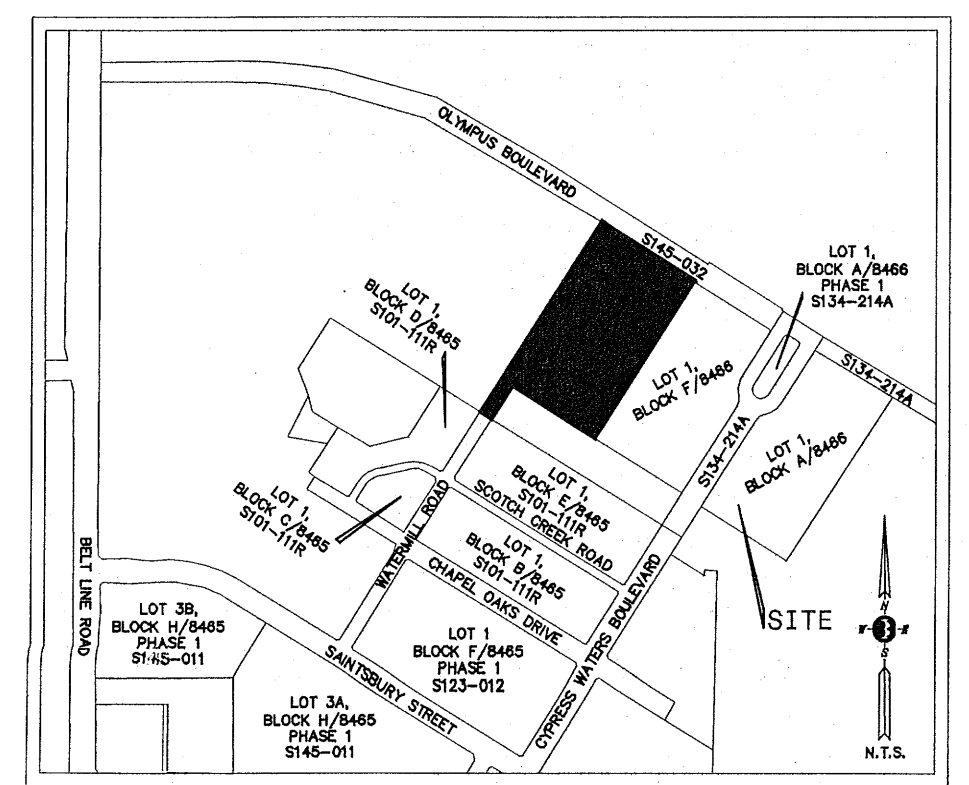 OLYMPUS BOULEVARD
S145-032
LOT 1,
BLOCK A/8466
PHASE 1
S134-214A
LOT 1,
BLOCK D/8465
S101-111R
S134-214A
LOT 1,
BLOCK F/8466
S134-214A
LOT 1,
BLOCK A/8466
LOT 1,
BLOCK E/8465
S101-111R
SCOTCH CREEK ROAD
LOT 1,
BLOCK C/8465
S101-111R
WATERMILL ROAD
LOT 1,
BLOCK B/8465
S101-111R
CHAPEL OAKS DRIVE
BELT LINE ROAD
LOT 3B,
BLOCK H/8465
PHASE 1
S145-011
LOT 1
BLOCK F/8465
PHASE 1
S123-012
CYPRESS WATERS BOULEVARD
SAINTSBURY STREET
LOT 3A,
BLOCK H/8465
PHASE 1
S145-011
SITE
N
W E
S
N.T.S.